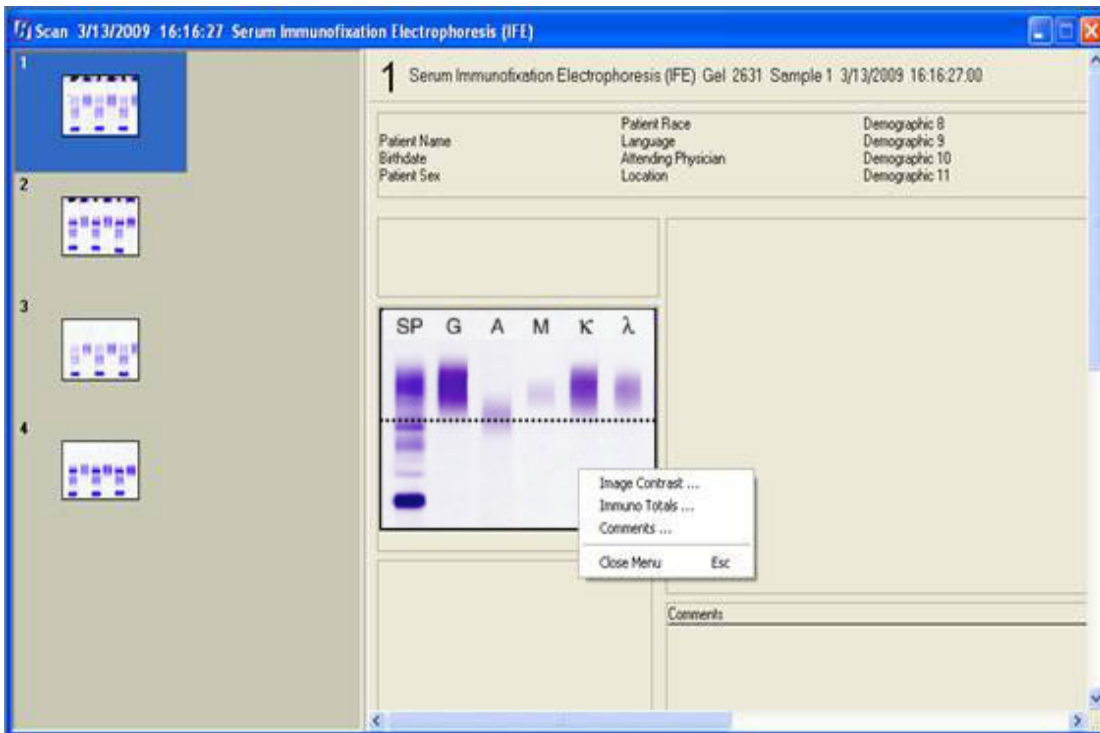 Scan 3/13/2009 16:16:27 Serum Immunofixation Electrophoresis (IFE)
1
2
3
4
1 Serum Immunofixation Electrophoresis (IFE) Gel 2631 Sample 1 3/13/2009 16:16:27.00
Patient Race Demographic 8
Patient Name Language Demographic 9
Birthdate Attending Physician Demographic 10
Patient Sex Location Demographic 11
SP G A M κ λ
Image Contrast ...
Immuno Totals ...
Comments ...
Close Menu Esc
Comments